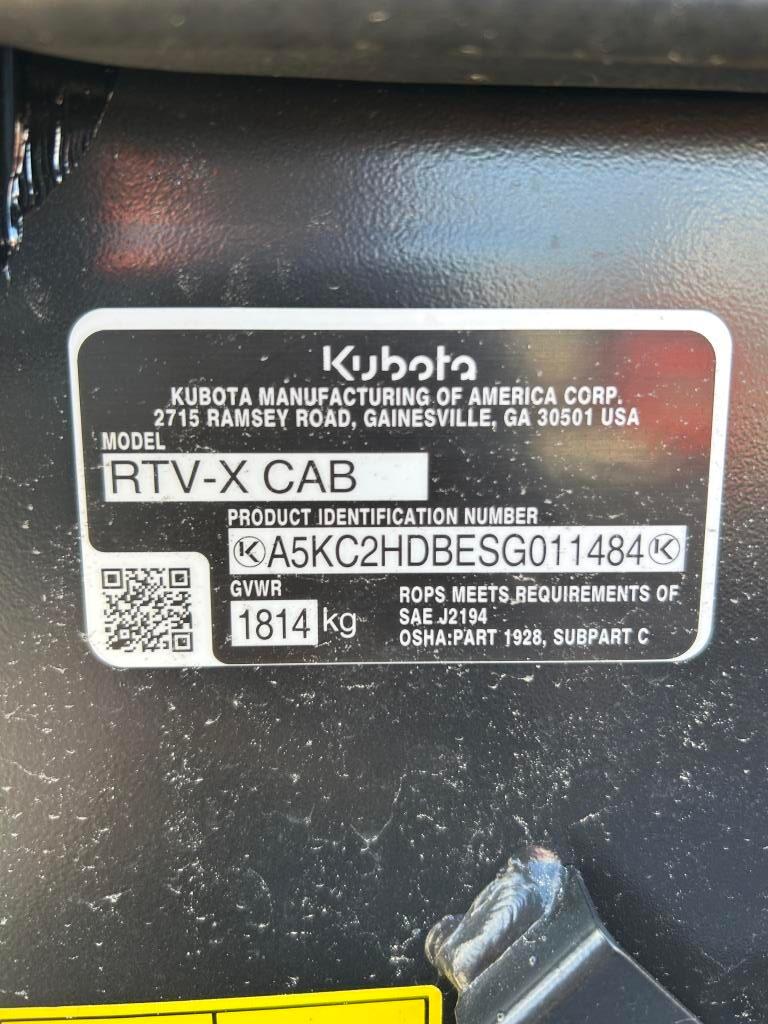 Kubota
KUBOTA MANUFACTURING OF AMERICA CORP.
2715 RAMSEY ROAD, GAINESVILLE, GA 30501 USA
MODEL
RTV-X CAB
PRODUCT IDENTIFICATION NUMBER
A5KC2HDBESG011484
GVWR
1814 kg
ROPS MEETS REQUIREMENTS OF
SAE J2194
OSHA:PART 1928, SUBPART C